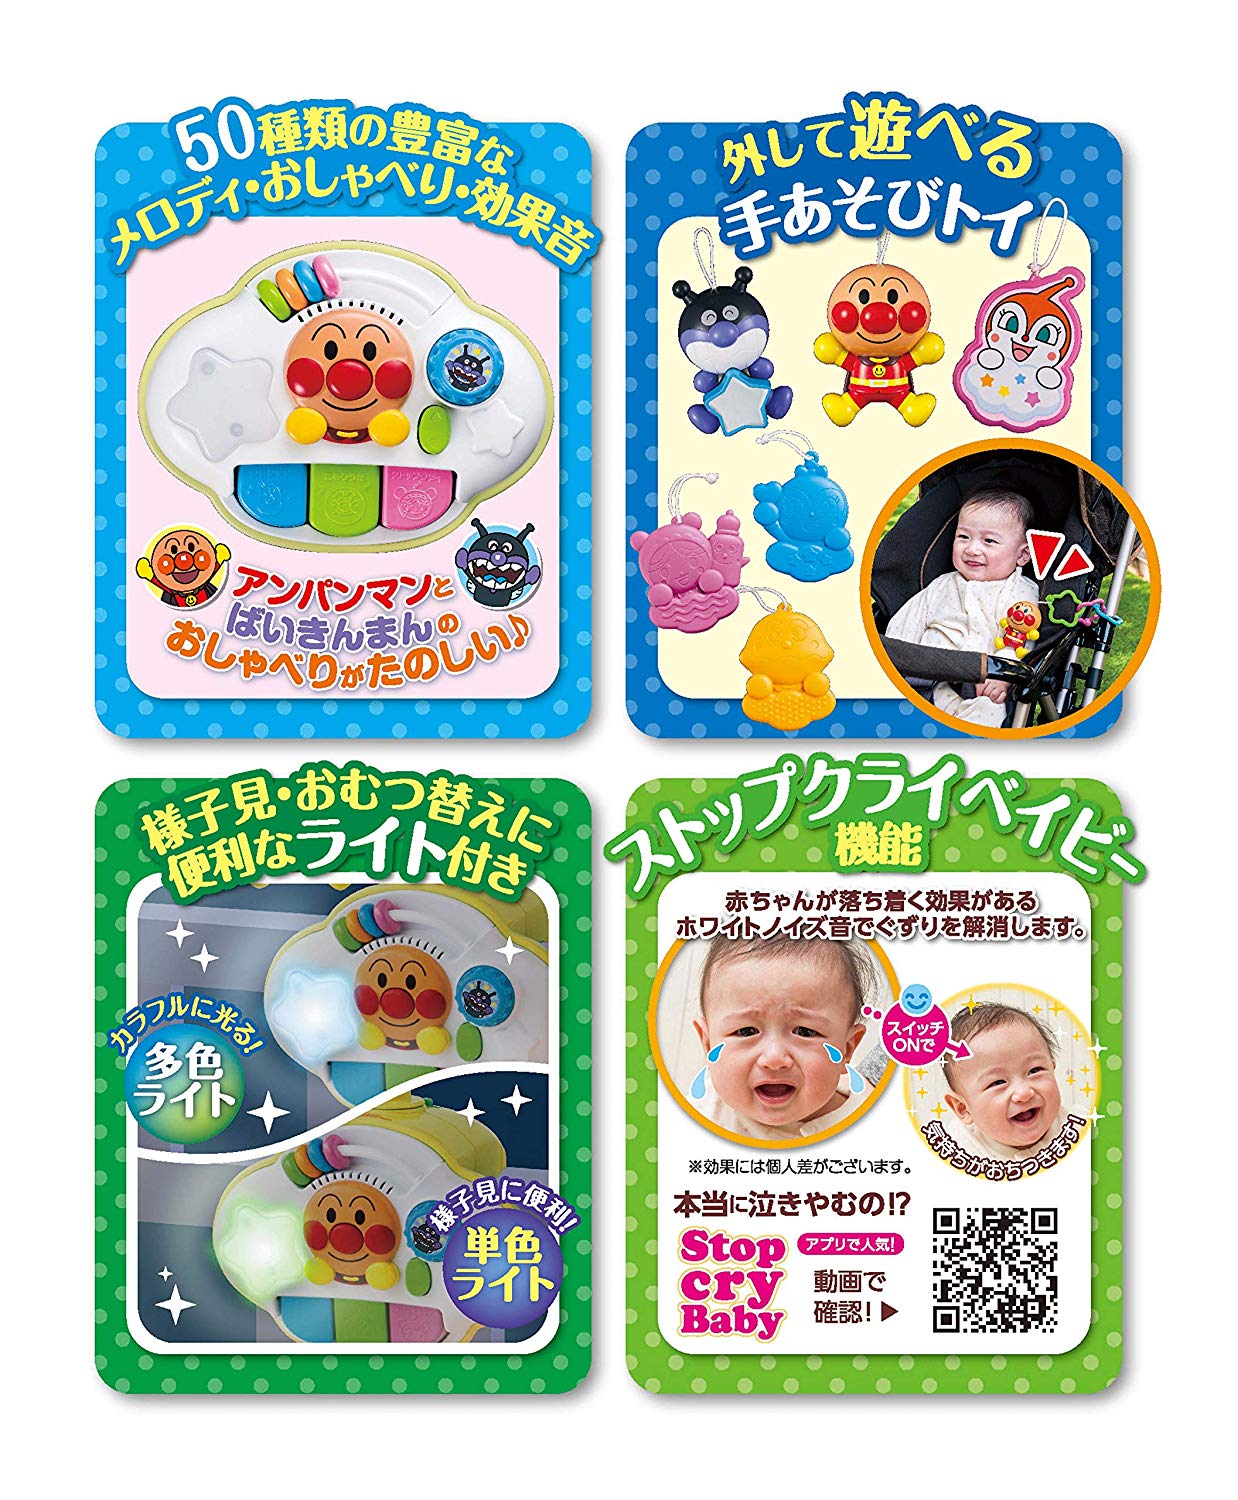 50種類の豊富な
メロディ・おしゃべり・効果音
アンパンマンと
ばいきんまんの
おしゃべりがたのしい♪
外して遊べる
手あそびトイ
様子見・おむつ替えに
便利なライト付き
カラフルに光る!
多色
ライト
様子見に便利!
単色
ライト
ストップクライベイビー
機能
赤ちゃんが落ち着く効果がある
ホワイトノイズ音でぐずりを解消します。
スイッチ
ONで
気持ちがおちつきます!
※効果には個人差がございます。
本当に泣きやむの!?
Stop
cry
Baby
アプリで人気!
動画で
確認!▶